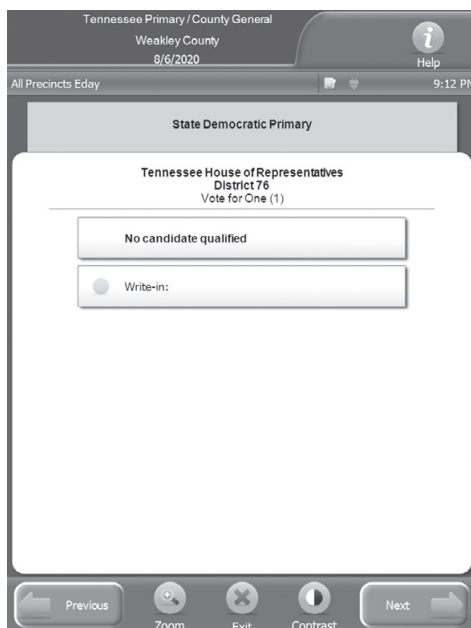 Tennessee Primary / County General
Weakley County
8/6/2020
Help
All Precincts Eday
9:12 PM
State Democratic Primary
Tennessee House of Representatives
District 76
Vote for One (1)
No candidate qualified
Write-in:
Previous
Zoom
Exit
Contrast
Next